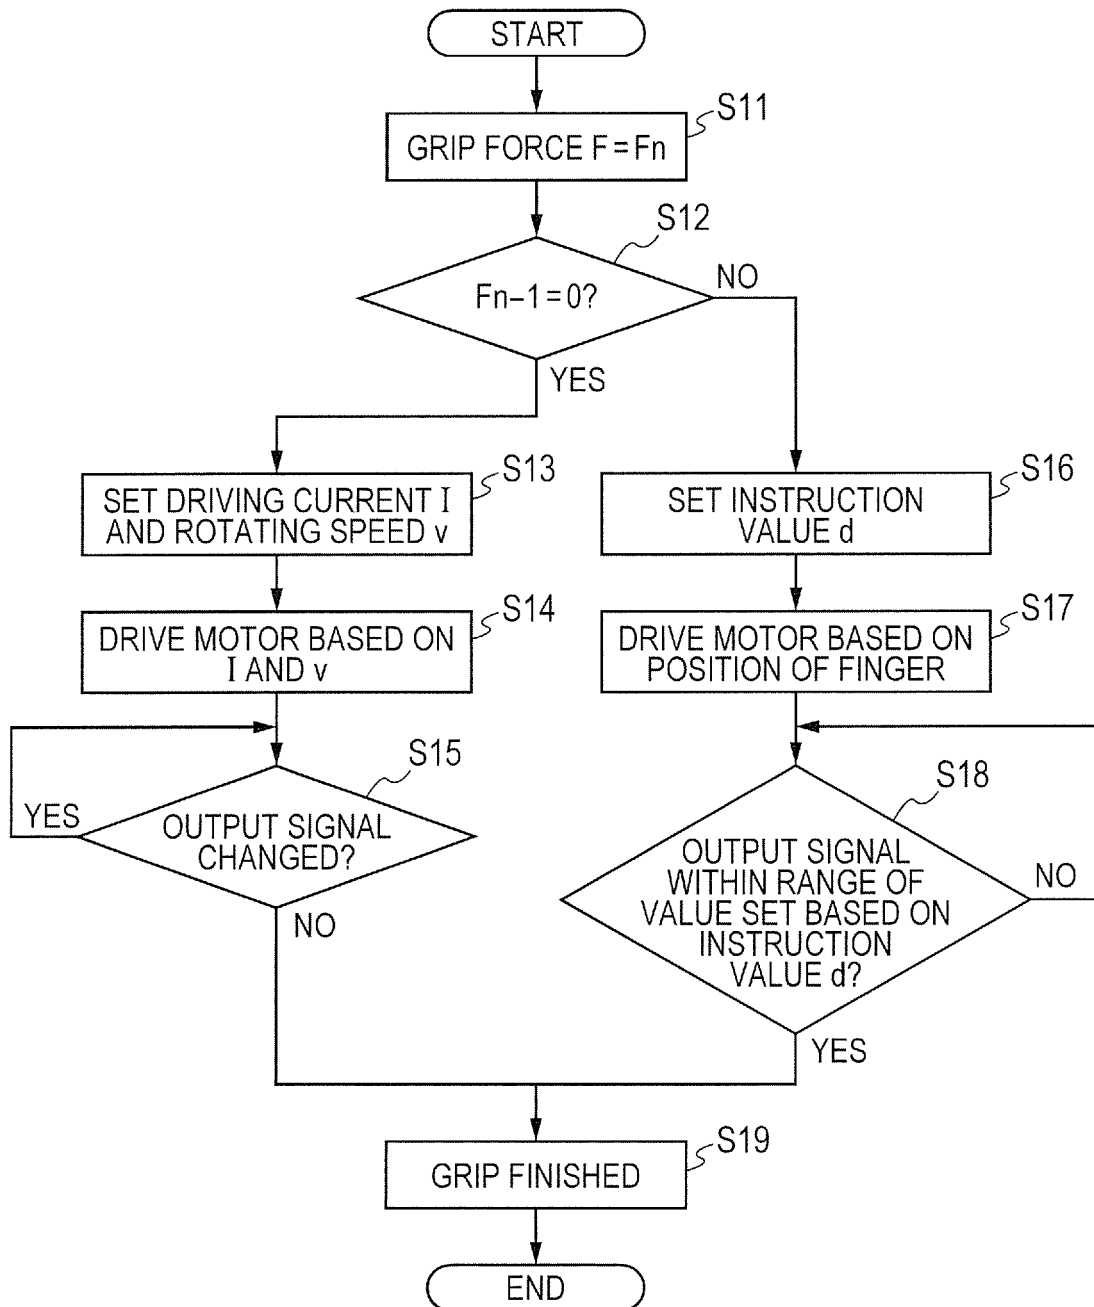 START
S11
GRIP FORCE F = Fn
S12
Fn–1 = 0?
NO
YES
S13
SET DRIVING CURRENT I
AND ROTATING SPEED v
S14
DRIVE MOTOR BASED ON
I AND v
S15
OUTPUT SIGNAL
CHANGED?
YES
NO
S16
SET INSTRUCTION
VALUE d
S17
DRIVE MOTOR BASED ON
POSITION OF FINGER
S18
OUTPUT SIGNAL
WITHIN RANGE OF
VALUE SET BASED ON
INSTRUCTION
VALUE d?
NO
YES
S19
GRIP FINISHED
END